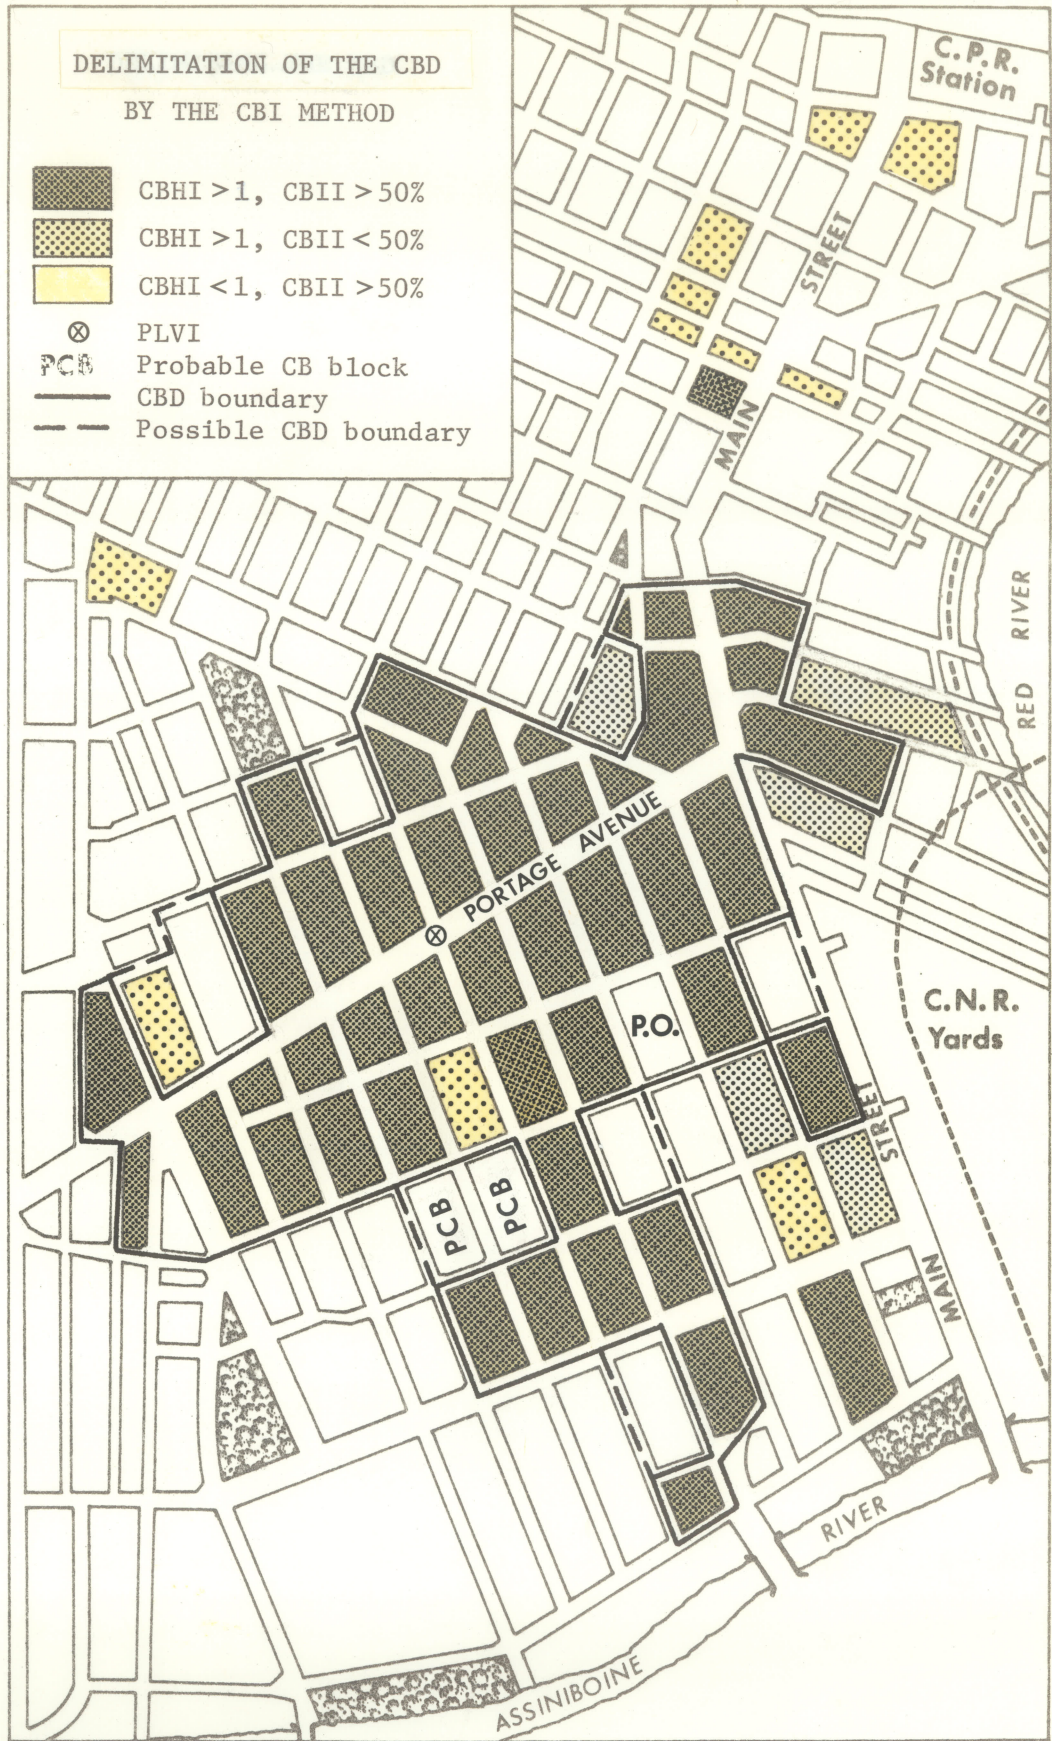 DELIMITATION OF THE CBD
BY THE CBI METHOD
CBHI > 1, CBII > 50%
CBHI > 1, CBII < 50%
CBHI < 1, CBII > 50%
PLVI
PCB Probable CB block
CBD boundary
Possible CBD boundary
C.P.R.
Station
STREET
MAIN
RED RIVER
PORTAGE AVENUE
P.O.
C.N.R.
Yards
STREET
PCB
PCB
MAIN
RIVER
ASSINIBOINE